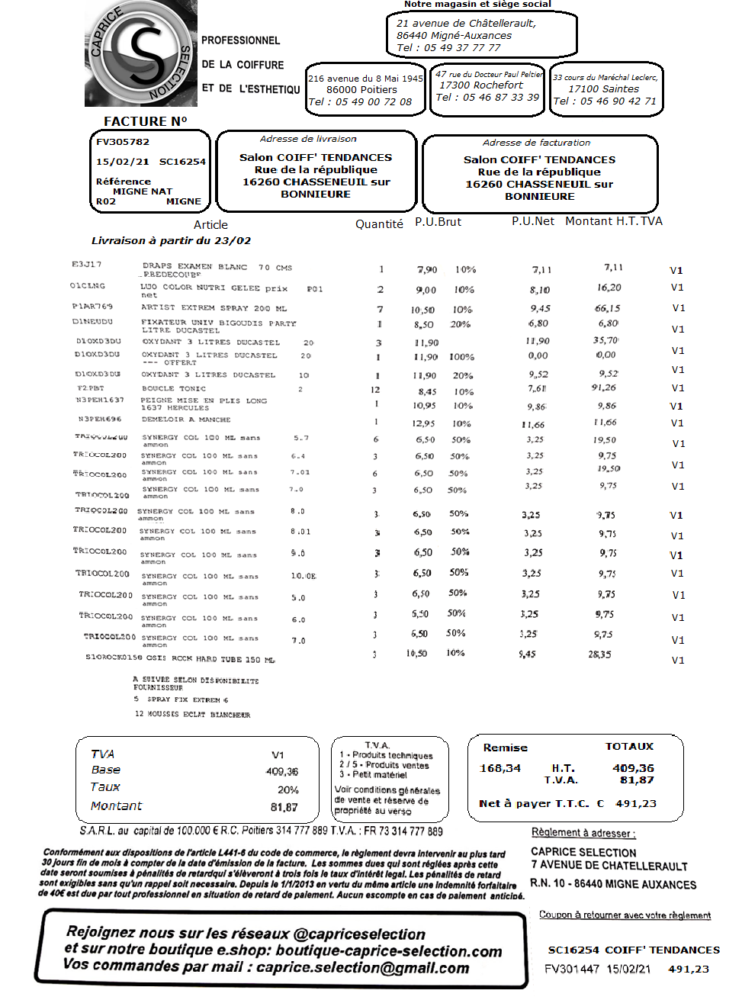 Notre magasin et siège social
CAPRICE SELECTION
CS
PROFESSIONNEL
DE LA COIFFURE
ET DE L'ESTHETIQU
21 avenue de Châtellerault,
86440 Migné-Auxances
Tel : 05 49 37 77 77
216 avenue du 8 Mai 1945
86000 Poitiers
Tel : 05 49 00 72 08
47 rue du Docteur Paul Peltier
17300 Rochefort
Tel : 05 46 87 33 39
33 cours du Maréchal Leclerc,
17100 Saintes
Tel : 05 46 90 42 71
FACTURE Nº
FV305782
15/02/21 SC16254
Référence
MIGNE NAT
R02 MIGNE
Adresse de livraison
Salon COIFF' TENDANCES
Rue de la république
16260 CHASSENEUIL sur
BONNIEURE
Adresse de facturation
Salon COIFF' TENDANCES
Rue de la république
16260 CHASSENEUIL sur
BONNIEURE
Article Quantité P.U.Brut P.U.Net Montant H.T. TVA
Livraison à partir du 23/02
E3J17 DRAPS EXAMEN BLANC 70 CMS 1 7,90 10% 7,11 7,11 V1
PREDECOUPE
01CLNG LUO COLOR NUTRI GELEE prix P01 2 9,00 10% 8,10 16,20 V1
net
P1AR769 ARTIST EXTREM SPRAY 200 ML 7 10,50 10% 9,45 66,15 V1
D1NEUDU FIXATEUR UNIV BIGOUDIS PARTY 1 8,50 20% 6,80 6,80 V1
LITRE DUCASTEL
D1OXD3DU OXYDANT 3 LITRES DUCASTEL 20 3 11,90 11,90 35,70 V1
D1OXD3DU OXYDANT 3 LITRES DUCASTEL 20 1 11,90 100% 0,00 0,00 V1
--- OFFERT
D1OXD3DU OXYDANT 3 LITRES DUCASTEL 10 1 11,90 20% 9,52 9,52 V1
F2PBT BOUCLE TONIC 2 12 8,45 10% 7,61 91,26 V1
N3PEH1637 PEIGNE MISE EN PLIS LONG 1 10,95 10% 9,86 9,86 V1
1637 HERCULES
N3PEH696 DEMELOIR A MANCHE 1 12,95 10% 11,66 11,66 V1
TRIOCOL200 SYNERGY COL 100 ML sans 5.7 6 6,50 50% 3,25 19,50 V1
ammon
TRIOCOL200 SYNERGY COL 100 ML sans 6.4 3 6,50 50% 3,25 9,75 V1
ammon
TRIOCOL200 SYNERGY COL 100 ML sans 7.01 6 6,50 50% 3,25 19,50
ammon
TRIOCOL200 SYNERGY COL 100 ML sans 7.0 3 6,50 50% 3,25 9,75 V1
ammon
TRIOCOL200 SYNERGY COL 100 ML sans 8.0 3 6,50 50% 3,25 9,75 V1
ammon
TRIOCOL200 SYNERGY COL 100 ML sans 8.01 3 6,50 50% 3,25 9,75 V1
ammon
TRIOCOL200 SYNERGY COL 100 ML sans 9.0 3 6,50 50% 3,25 9,75 V1
ammon
TRIOCOL200 SYNERGY COL 100 ML sans 10.0E 3 6,50 50% 3,25 9,75 V1
ammon
TRIOCOL200 SYNERGY COL 100 ML sans 5.0 3 6,50 50% 3,25 9,75 V1
ammon
TRIOCOL200 SYNERGY COL 100 ML sans 6.0 3 6,50 50% 3,25 9,75 V1
ammon
TRIOCOL200 SYNERGY COL 100 ML sans 7.0 3 6,50 50% 3,25 9,75 V1
ammon
S1OROCK0150 OSIS ROCK HARD TUBE 150 ML 3 10,50 10% 9,45 28,35 V1
A SUIVRE SELON DISPONIBILITE
FOURNISSEUR
5 SPRAY FIX EXTREM 6
12 MOUSSES ECLAT BLANCHEUR
TVA V1
Base 409,36
Taux 20%
Montant 81,87
T.V.A.
1 - Produits techniques
2 / 5 - Produits ventes
3 - Petit matériel
Voir conditions générales
de vente et réserve de
propriété au verso
Remise TOTAUX
168,34 H.T. 409,36
T.V.A. 81,87
Net à payer T.T.C. € 491,23
S.A.R.L. au capital de 100.000 € R.C. Poitiers 314 777 889 T.V.A. : FR 73 314 777 889
Conformément aux dispositions de l'article L441-6 du code de commerce, le règlement devra intervenir au plus tard
30 jours fin de mois à compter de la date d'émission de la facture. Les sommes dues qui sont réglées après cette
date seront soumises à pénalités de retardqui s'élèveront à trois fois le taux d'intérêt legal. Les pénalités de retard
sont exigibles sans qu'un rappel soit necessaire. Depuis le 1/1/2013 en vertu du même article une indemnité forfaitaire
de 40€ est due par tout professionnel en situation de retard de paiement. Aucun escompte en cas de paiement anticipé.
Règlement à adresser :
CAPRICE SELECTION
7 AVENUE DE CHATELLERAULT
R.N. 10 - 86440 MIGNE AUXANCES
Rejoignez nous sur les réseaux @capriceselection
et sur notre boutique e.shop: boutique-caprice-selection.com
Vos commandes par mail : caprice.selection@gmail.com
Coupon à retourner avec votre règlement
SC16254 COIFF' TENDANCES
FV301447 15/02/21 491,23